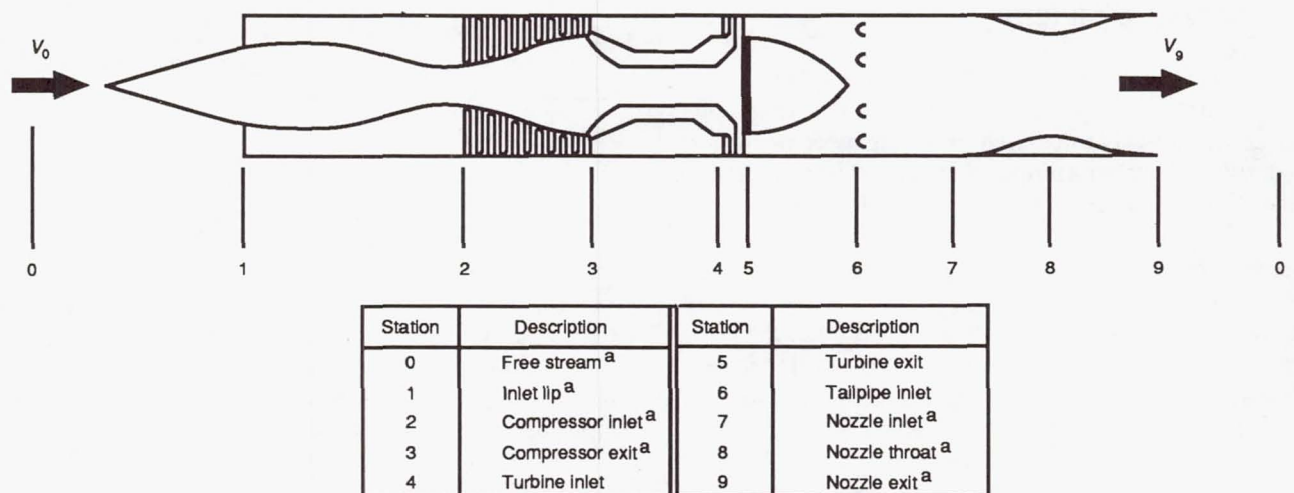 V0
V9
0 1 2 3 4 5 6 7 8 9 0
Station Description Station Description
0 Free stream a 5 Turbine exit
1 Inlet lip a 6 Tailpipe inlet
2 Compressor inlet a 7 Nozzle inlet a
3 Compressor exit a 8 Nozzle throat a
4 Turbine inlet 9 Nozzle exit a